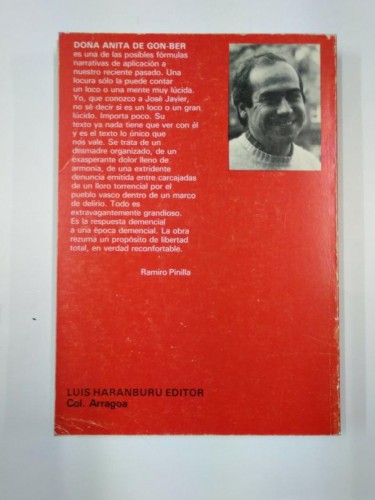 DOÑA ANITA DE GON-BER
es una de las posibles fórmulas
narrativas de aplicación a
nuestro reciente pasado. Una
locura sólo la puede contar
un loco o una mente muy lúcida.
Yo, que conozco a José Javier,
no sé decir si es un loco o un gran
lúcido. Importa poco. Su
texto ya nada tiene que ver con él
y es el texto lo único que
nos vale. Se trata de un
desmadre organizado, de un
exasperante dolor lleno de
armonía, de una extridente
denuncia emitida entre carcajadas
de un lloro torrencial por el
pueblo vasco dentro de un marco
de delirio. Todo es
extravagantemente grandioso.
Es la respuesta demencial
a una época demencial. La obra
rezuma un propósito de libertad
total, en verdad reconfortable.
Ramiro Pinilla
LUIS HARANBURU EDITOR
Col. Arragoa